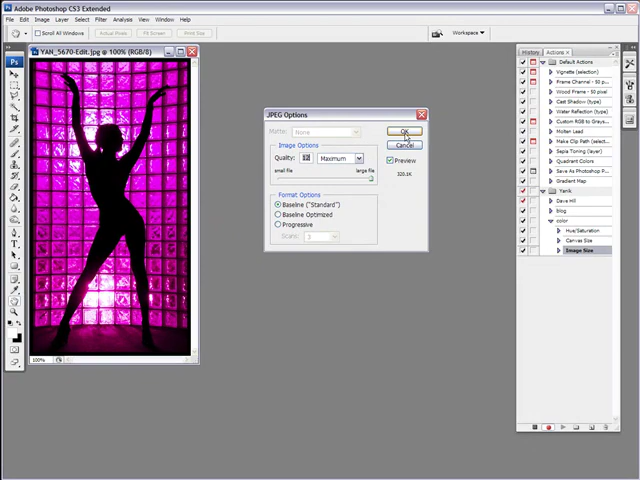 Adobe Photoshop CS3 Extended
File Edit Image Layer Select Filter Analysis View Window Help
Scroll All Windows Actual Pixels Fit Screen Print Size Workspace
YAN_5670-Edit.jpg @ 100% (RGB/8)
Ps
100%
JPEG Options
Matte: None
OK
Cancel
Image Options
Quality: 12 Maximum
small file large file
Preview
320.1K
Format Options
Baseline ("Standard")
Baseline Optimized
Progressive
Scans: 3
History Actions
Default Actions
Vignette (selection)
Frame Channel - 50 p...
Wood Frame - 50 pixel
Cast Shadow (type)
Water Reflection (type)
Custom RGB to Grays...
Molten Lead
Make Clip Path (select...
Sepia Toning (layer)
Quadrant Colors
Save As Photoshop P...
Gradient Map
Yanik
Dave Hill
blog
color
Hue/Saturation
Canvas Size
Image Size